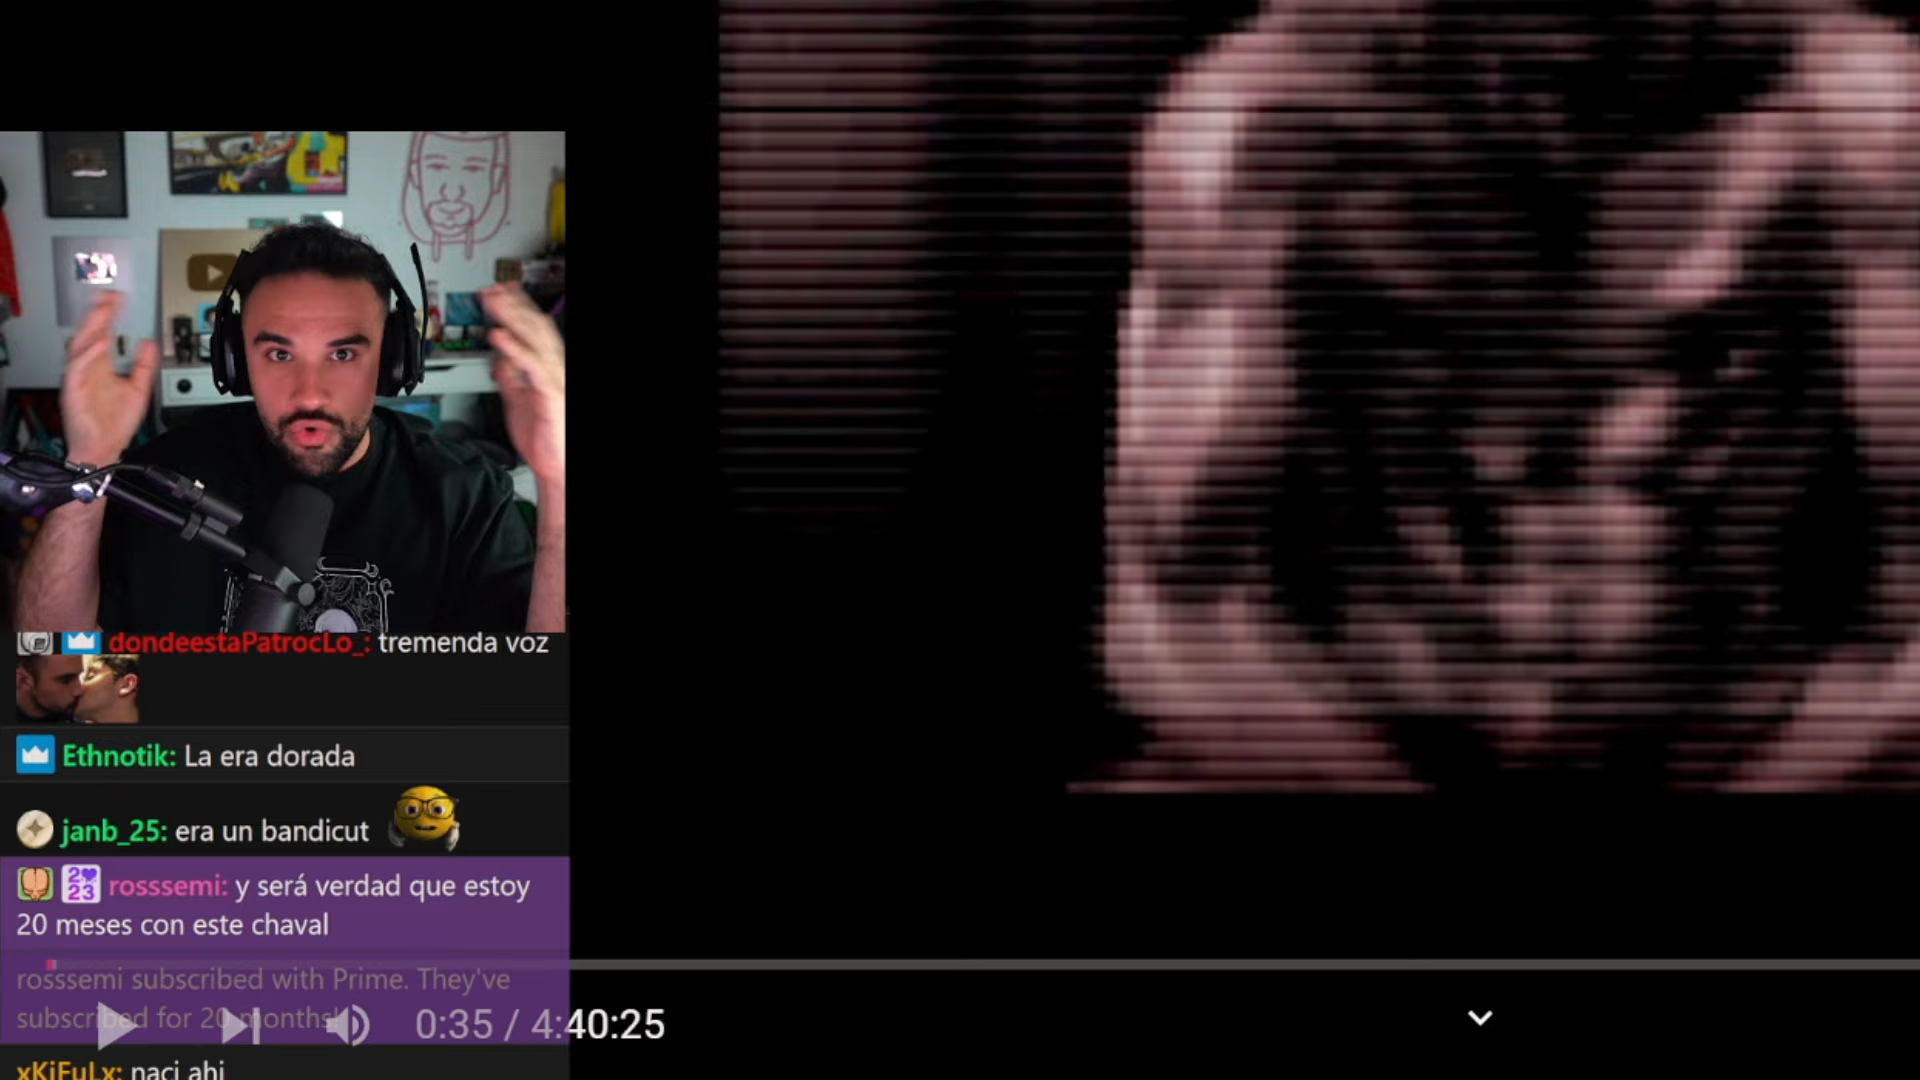 dondeestaPatrocLo_: tremenda voz
Ethnotik: La era dorada
janb_25: era un bandicut
2023 rosssemi: y será verdad que estoy
20 meses con este chaval
rosssemi subscribed with Prime. They've
subscribed for 20 months!
0:35 / 4:40:25
xKiFuLx: naci ahi